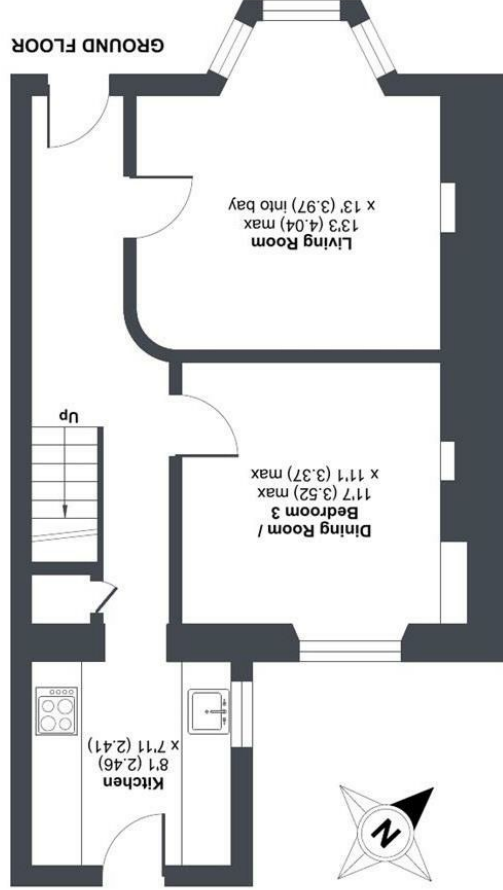 Kitchen
8'1 (2.46)
x 7'11 (2.41)
N
Dining Room /
Bedroom 3
11'7 (3.52) max
x 11'1 (3.37) max
Up
Living Room
13'3 (4.04) max
x 13' (3.97) into bay
GROUND FLOOR